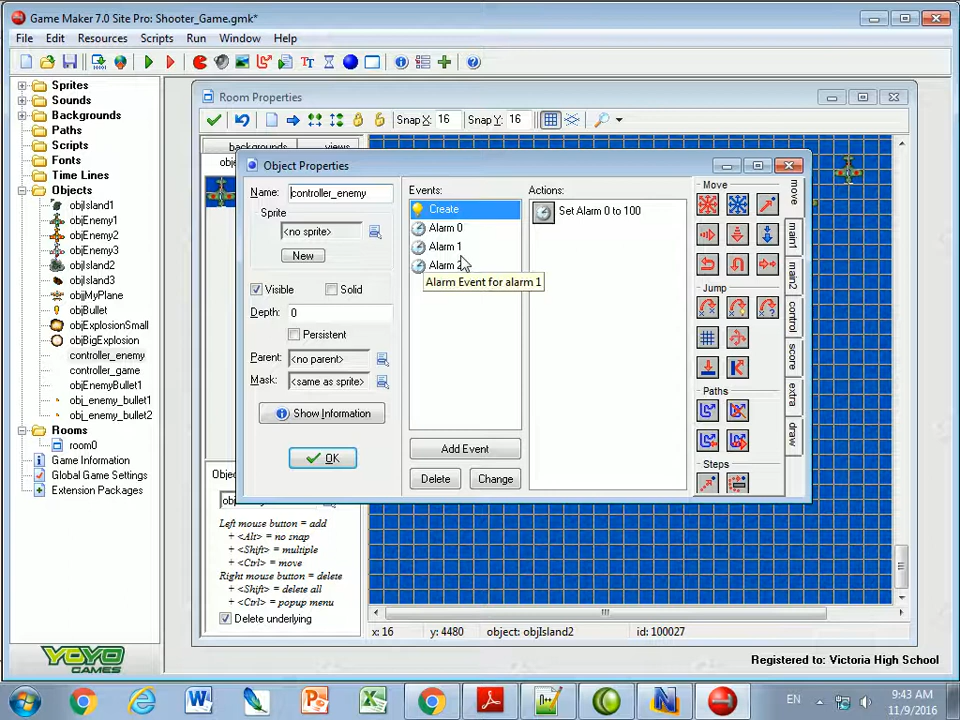 Game Maker 7.0 Site Pro: Shooter_Game.gmk*
File Edit Resources Scripts Run Window Help
Sprites
Sounds
Backgrounds
Paths
Scripts
Fonts
Time Lines
Objects
objIsland1
objEnemy1
objEnemy2
objEnemy3
objIsland2
objIsland3
objMyPlane
objBullet
objExplosionSmall
objBigExplosion
controller_enemy
controller_game
objEnemyBullet1
obj_enemy_bullet1
obj_enemy_bullet2
Rooms
room0
Game Information
Global Game Settings
Extension Packages
YOYO
GAMES
Room Properties
Snap X: 16 Snap Y: 16
backgrounds views
Object Properties
Name: controller_enemy
Sprite
<no sprite>
New
Visible Solid
Depth: 0
Persistent
Parent: <no parent>
Mask: <same as sprite>
Show Information
OK
Events:
Create
Alarm 0
Alarm 1
Alarm 2
Alarm Event for alarm 1
Add Event
Delete Change
Actions:
Set Alarm 0 to 100
Move
Jump
Paths
Steps
move
main1
main2
control
score
extra
draw
Left mouse button = add
+ <Alt> = no snap
+ <Shift> = multiple
+ <Ctrl> = move
Right mouse button = delete
+ <Shift> = delete all
+ <Ctrl> = popup menu
Delete underlying
x: 16 y: 4480 object: objIsland2 id: 100027
Registered to: Victoria High School
EN
9:43 AM
11/9/2016